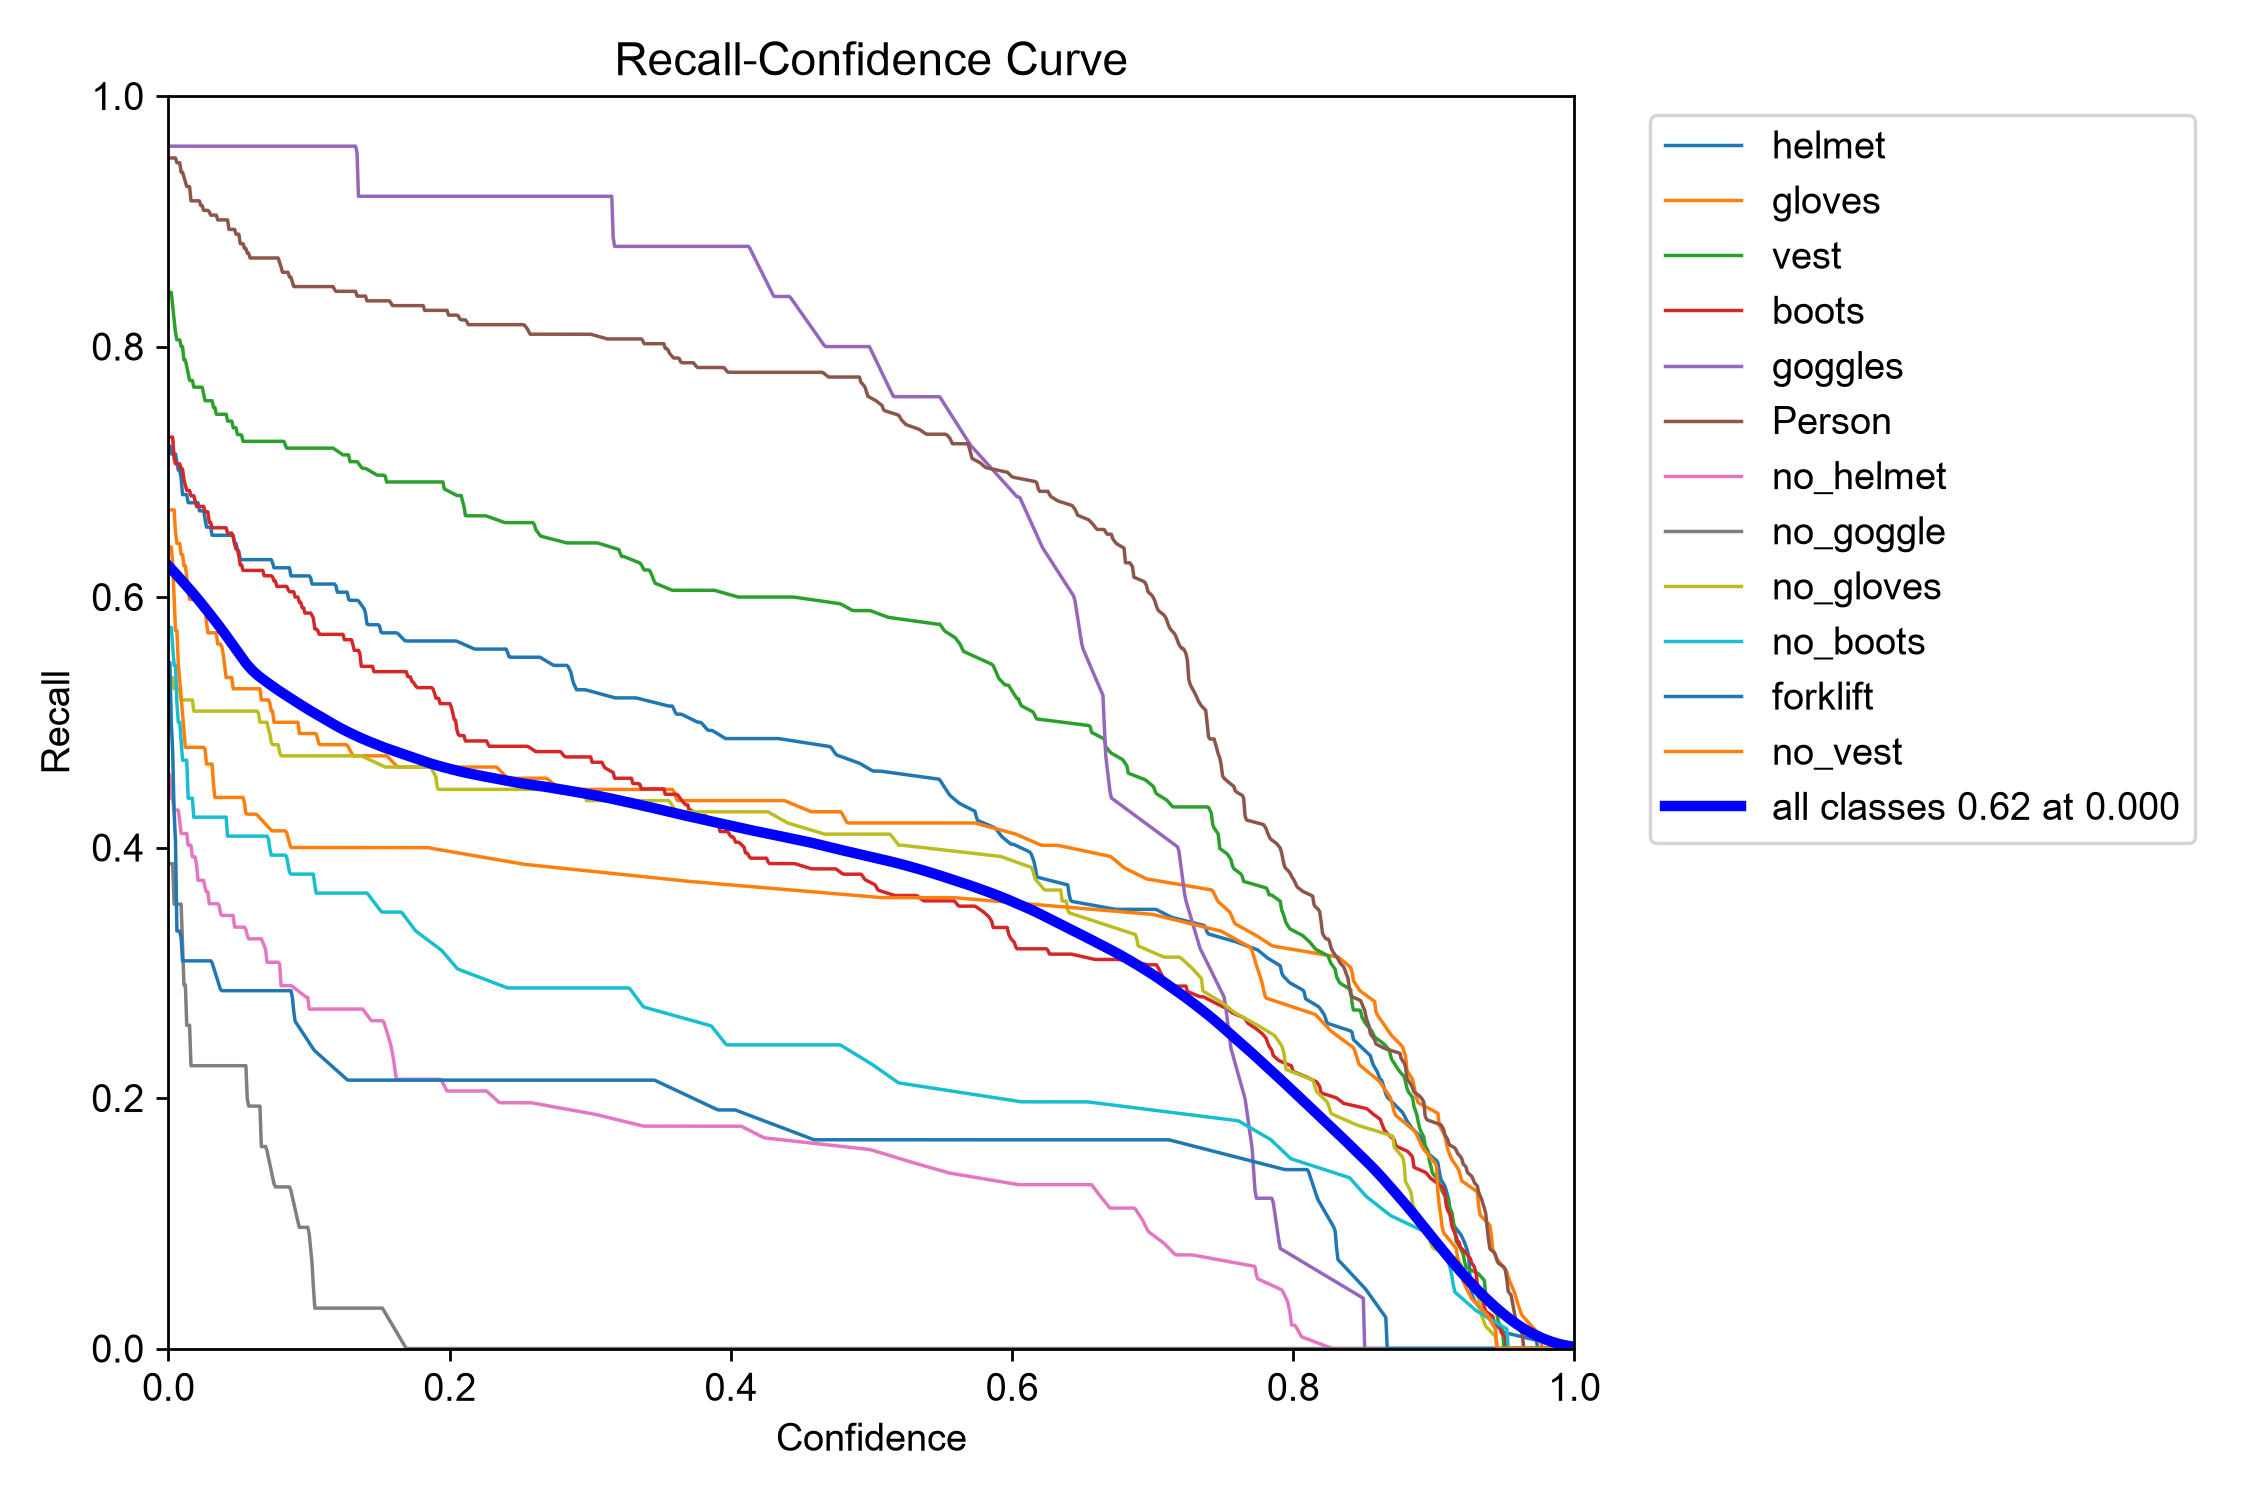 Recall-Confidence Curve
1.0
0.8
0.6
0.4
0.2
0.0
Recall
0.0 0.2 0.4 0.6 0.8 1.0
Confidence
helmet
gloves
vest
boots
goggles
Person
no_helmet
no_goggle
no_gloves
no_boots
forklift
no_vest
all classes 0.62 at 0.000